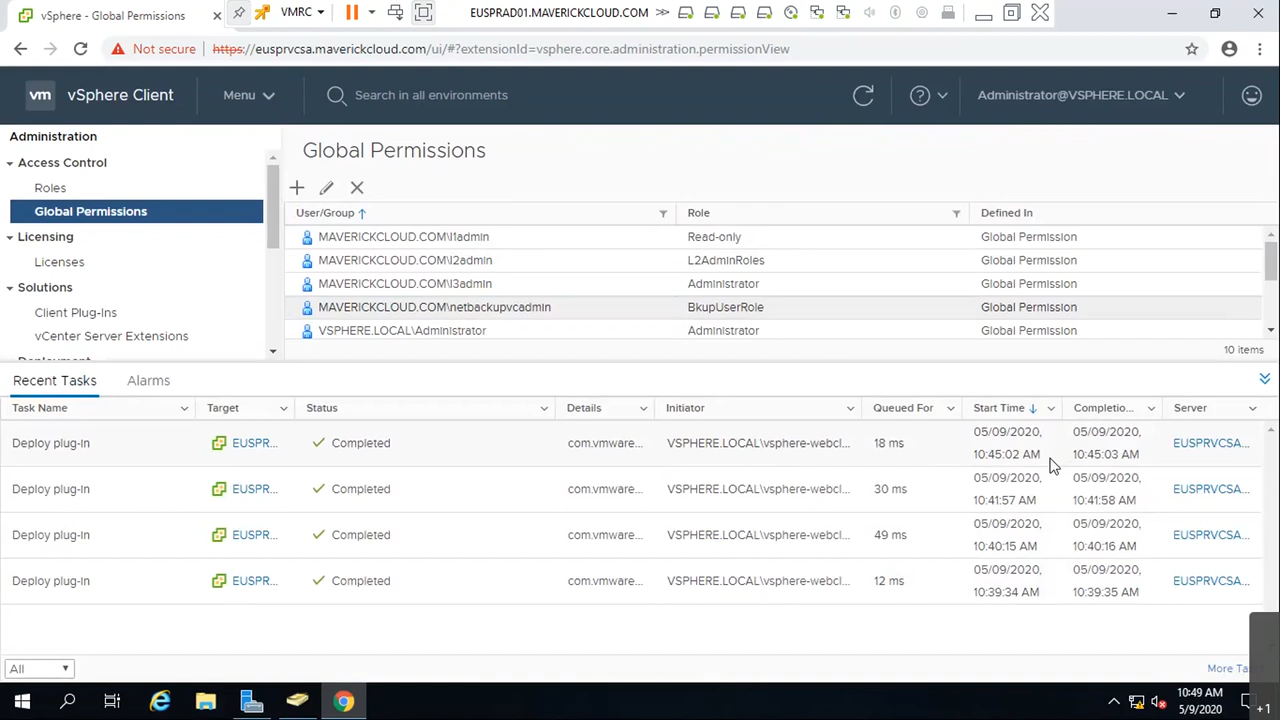 vSphere - Global Permissions
VMRC
EUSPRAD01.MAVERICKCLOUD.COM
Not secure
https://eusprvcsa.maverickcloud.com/ui/#?extensionId=vsphere.core.administration.permissionView
vm
vSphere Client
Menu
Search in all environments
Administrator@VSPHERE.LOCAL
Administration
Access Control
Roles
Global Permissions
Licensing
Licenses
Solutions
Client Plug-Ins
vCenter Server Extensions
Global Permissions
User/Group Role Defined In
MAVERICKCLOUD.COM\l1admin Read-only Global Permission
MAVERICKCLOUD.COM\l2admin L2AdminRoles Global Permission
MAVERICKCLOUD.COM\l3admin Administrator Global Permission
MAVERICKCLOUD.COM\netbackupvcadmin BkupUserRole Global Permission
VSPHERE.LOCAL\Administrator Administrator Global Permission
10 items
Recent Tasks Alarms
Task Name Target Status Details Initiator Queued For Start Time Completio... Server
Deploy plug-in EUSPR... Completed com.vmware... VSPHERE.LOCAL\vsphere-webcl... 18 ms 05/09/2020, 10:45:02 AM 05/09/2020, 10:45:03 AM EUSPRVCSA...
Deploy plug-in EUSPR... Completed com.vmware... VSPHERE.LOCAL\vsphere-webcl... 30 ms 05/09/2020, 10:41:57 AM 05/09/2020, 10:41:58 AM EUSPRVCSA...
Deploy plug-in EUSPR... Completed com.vmware... VSPHERE.LOCAL\vsphere-webcl... 49 ms 05/09/2020, 10:40:15 AM 05/09/2020, 10:40:16 AM EUSPRVCSA...
Deploy plug-in EUSPR... Completed com.vmware... VSPHERE.LOCAL\vsphere-webcl... 12 ms 05/09/2020, 10:39:34 AM 05/09/2020, 10:39:35 AM EUSPRVCSA...
All
More
10:49 AM
5/9/2020
+1